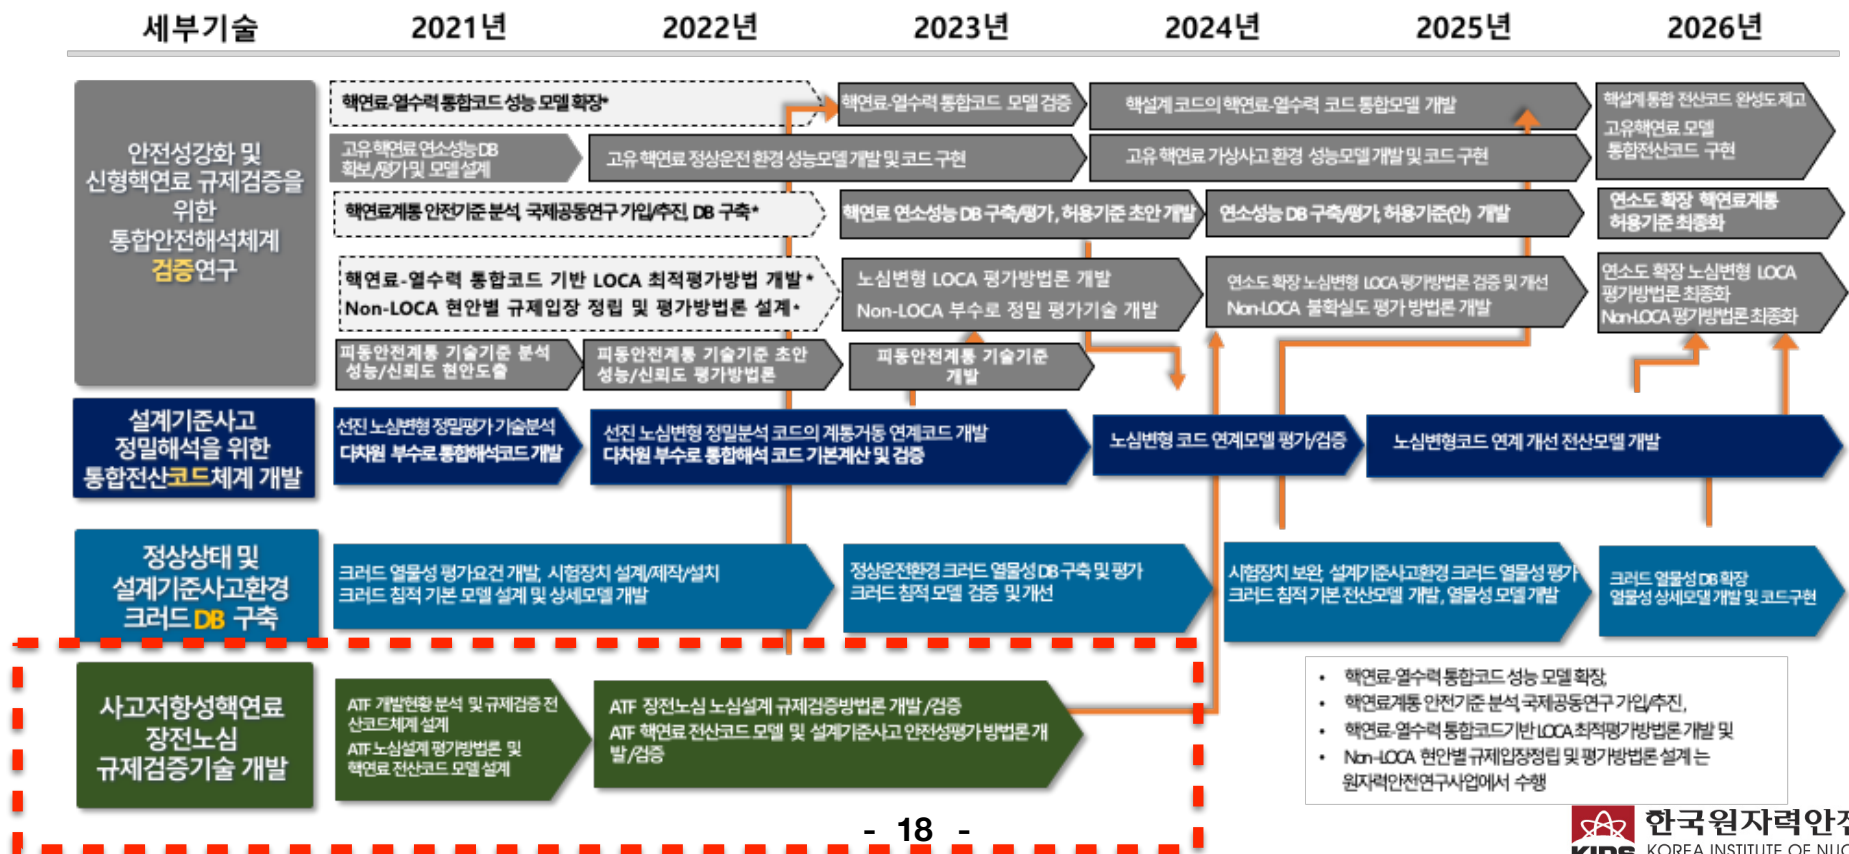 세부기술 2021년 2022년 2023년 2024년 2025년 2026년
안전성강화 및
신형핵연료 규제검증을
위한
통합안전해석체계
검증연구
핵연료-열수력 통합코드 성능 모델 확장*
핵연료-열수력 통합코드 모델 검증
핵설계 코드의 핵연료-열수력 코드 통합모델 개발
핵설계 통합 전산코드 완성도 제고
고유핵연료 모델
통합전산코드 구현
고유 핵연료 연소성능 DB
확보/평가 및 모델 설계
고유 핵연료 정상운전 환경 성능모델 개발 및 코드 구현
고유 핵연료 가상사고 환경 성능모델 개발 및 코드 구현
핵연료계통 안전기준 분석, 국제공동연구 가입/추진, DB 구축*
핵연료 연소성능 DB 구축/평가, 허용기준 초안 개발
연소성능 DB 구축/평가, 허용기준(안) 개발
연소도 확장 핵연료계통
허용기준 최종화
핵연료-열수력 통합코드 기반 LOCA 최적평가방법 개발*
Non-LOCA 현안별 규제입장 정립 및 평가방법론 설계*
노심변형 LOCA 평가방법론 개발
Non-LOCA 부수로 정밀 평가기술 개발
연소도 확장 노심변형 LOCA 평가방법론 검증 및 개선
Non-LOCA 불확실도 평가 방법론 개발
연소도 확장 노심변형 LOCA
평가방법론 최종화
Non-LOCA 평가방법론 최종화
피동안전계통 기술기준 분석
성능/신뢰도 현안도출
피동안전계통 기술기준 초안
성능/신뢰도 평가방법론
피동안전계통 기술기준
개발
설계기준사고
정밀해석을 위한
통합전산코드체계 개발
선진 노심변형 정밀평가 기술분석
다차원 부수로 통합해석코드 개발
선진 노심변형 정밀분석 코드의 계통거동 연계코드 개발
다차원 부수로 통합해석 코드 기본계산 및 검증
노심변형 코드 연계모델 평가/검증
노심변형코드 연계 개선 전산모델 개발
정상상태 및
설계기준사고환경
크러드 DB 구축
크러드 열물성 평가요건 개발, 시험장치 설계/제작/설치
크러드 침적 기본 모델 설계 및 상세모델 개발
정상운전환경 크러드 열물성 DB 구축 및 평가
크러드 침적 모델 검증 및 개선
시험장치 보완, 설계기준사고환경 크러드 열물성 평가
크러드 침적 기본 전산모델 개발, 열물성 모델 개발
크러드 열물성 DB 확장
열물성 상세모델 개발 및 코드구현
사고저항성핵연료
장전노심
규제검증기술 개발
ATF 개발현황 분석 및 규제검증 전
산코드체계 설계
ATF 노심설계 평가방법론 및
핵연료 전산코드 모델 설계
ATF 장전노심 노심설계 규제검증방법론 개발/검증
ATF 핵연료 전산코드 모델 및 설계기준사고 안전성평가 방법론 개
발/검증
• 핵연료-열수력 통합코드 성능 모델 확장,
• 핵연료계통 안전기준 분석, 국제공동연구 가입/추진,
• 핵연료-열수력 통합코드기반 LOCA 최적평가방법론 개발 및
• Non-LOCA 현안별 규제입장정립 및 평가방법론 설계 는
원자력안전연구사업에서 수행
- 18 -
한국원자력안전
KINS KOREA INSTITUTE OF NUC